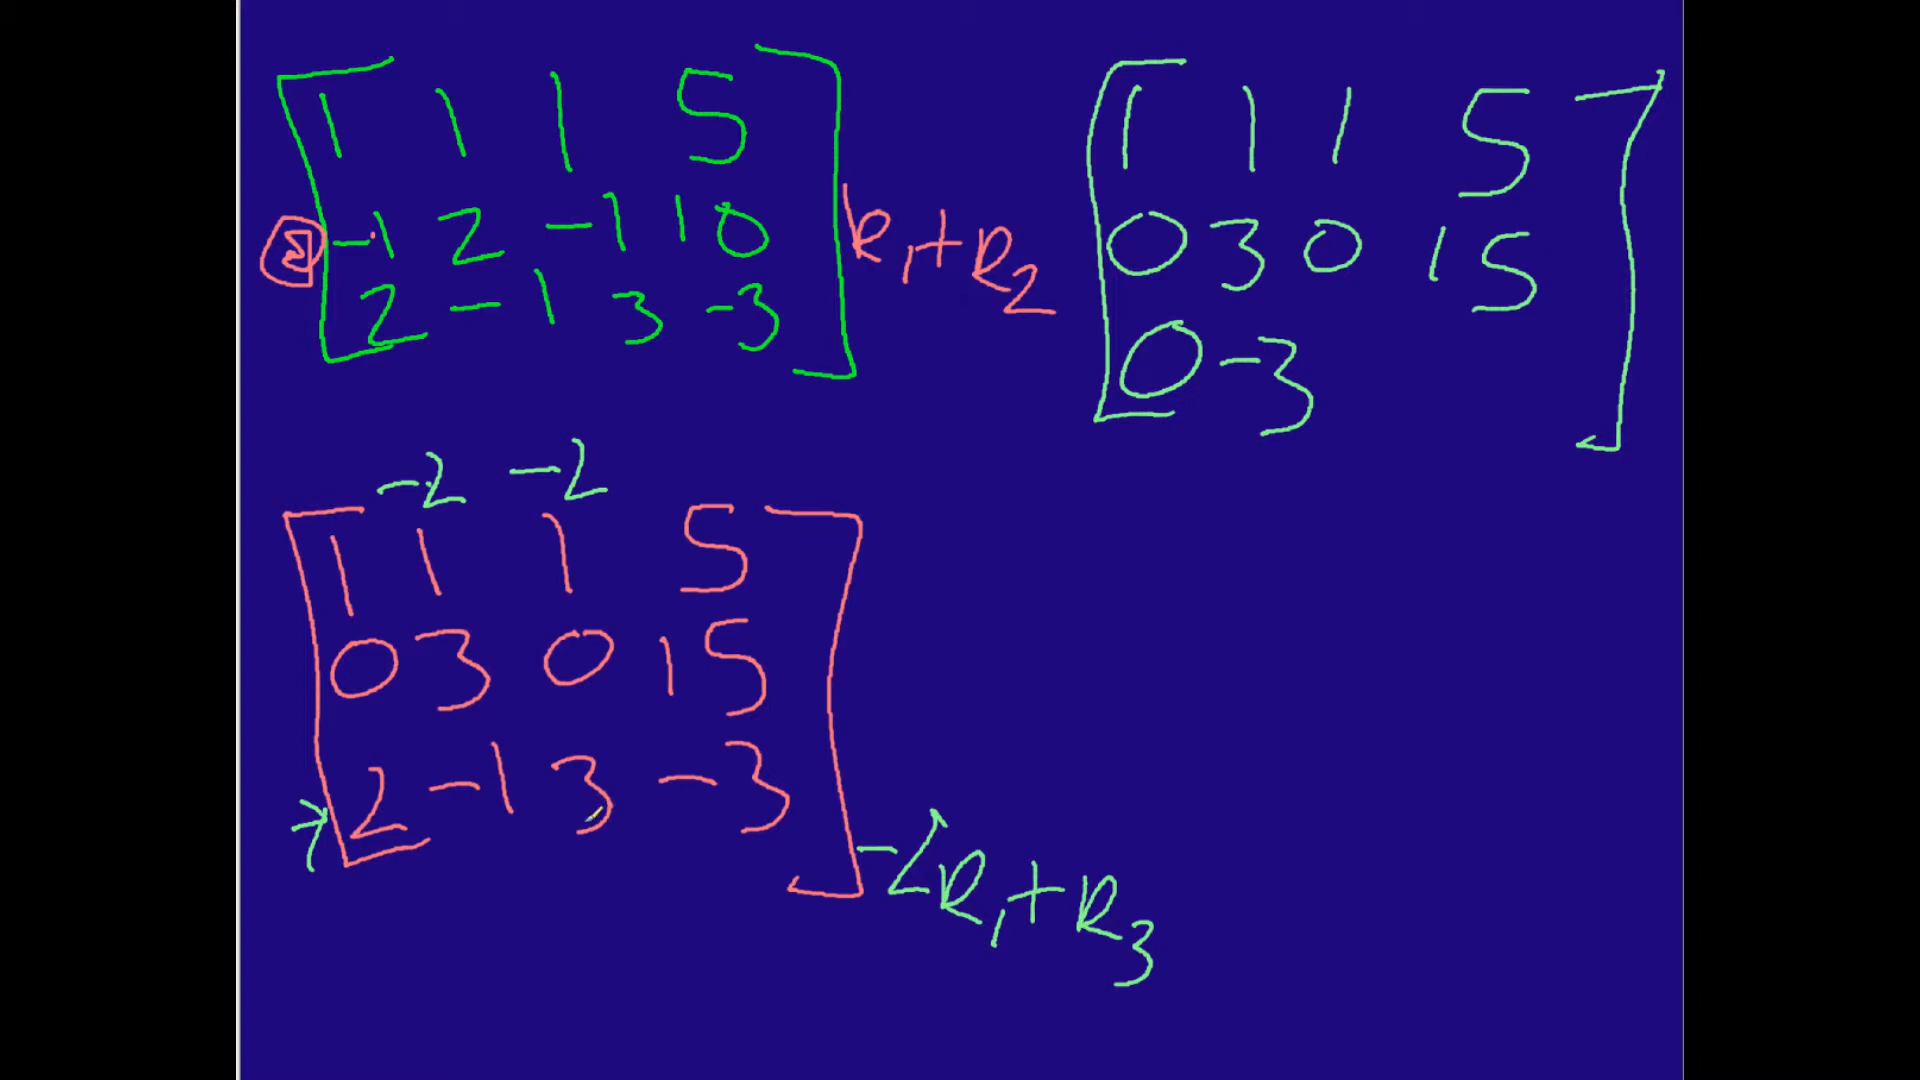 1 1 1 5
2 -1 2 -1 10 R1+R2
2 -1 3 -3
1 1 1 5
0 3 0 15
0 -3
-2 -2
1 1 1 5
0 3 0 15
2 -1 3 -3
-2R1+R3